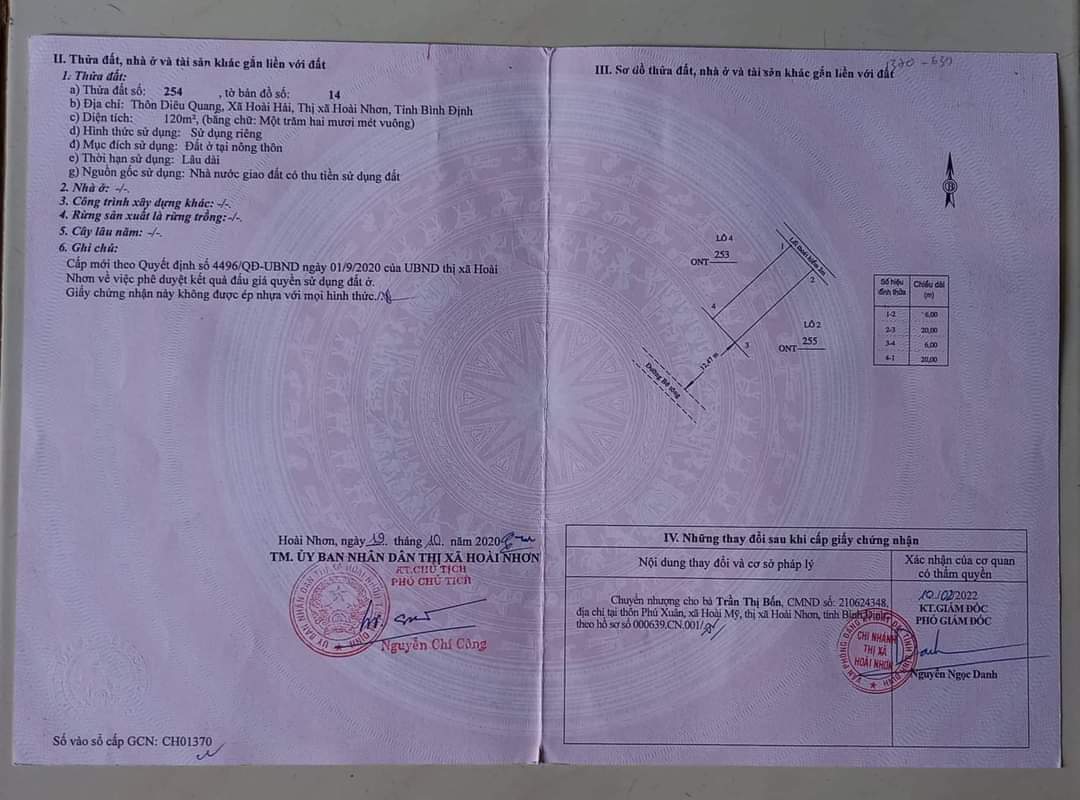 II. Thửa đất, nhà ở và tài sản khác gắn liền với đất
1. Thửa đất:
a) Thửa đất số: 254 , tờ bản đồ số: 14
b) Địa chỉ: Thôn Diêu Quang, Xã Hoài Hải, Thị xã Hoài Nhơn, Tỉnh Bình Định
c) Diện tích: 120m², (bằng chữ: Một trăm hai mươi mét vuông)
d) Hình thức sử dụng: Sử dụng riêng
đ) Mục đích sử dụng: Đất ở tại nông thôn
e) Thời hạn sử dụng: Lâu dài
g) Nguồn gốc sử dụng: Nhà nước giao đất có thu tiền sử dụng đất
2. Nhà ở: -/-.
3. Công trình xây dựng khác: -/-.
4. Rừng sản xuất là rừng trồng: -/-.
5. Cây lâu năm: -/-.
6. Ghi chú:
Cấp mới theo Quyết định số 4496/QĐ-UBND ngày 01/9/2020 của UBND thị xã Hoài
Nhơn về việc phê duyệt kết quả đấu giá quyền sử dụng đất ở.
Giấy chứng nhận này không được ép nhựa với mọi hình thức./.
Hoài Nhơn, ngày 19. tháng 10. năm 2020
TM. ỦY BAN NHÂN DÂN THỊ XÃ HOÀI NHƠN
KT.CHỦ TỊCH
PHÓ CHỦ TỊCH
Nguyễn Chí Công
Số vào sổ cấp GCN: CH01370
III. Sơ đồ thửa đất, nhà ở và tài sản khác gắn liền với đất
B
LÔ 4
ONT 253
1
2
3
4
LÔ 2
ONT 255
12.47 m
Đường Bê tông
Số hiệu đỉnh thửa Chiều dài (m)
1-2 6,00
2-3 20,00
3-4 6,00
4-1 20,00
IV. Những thay đổi sau khi cấp giấy chứng nhận
Nội dung thay đổi và cơ sở pháp lý
Xác nhận của cơ quan
có thẩm quyền
Chuyển nhượng cho bà Trần Thị Bốn, CMND số: 210624348,
địa chỉ tại thôn Phú Xuân, xã Hoài Mỹ, thị xã Hoài Nhơn, tỉnh Bình Định
theo hồ sơ số 000639.CN.001/.
10/02/2022
KT.GIÁM ĐỐC
PHÓ GIÁM ĐỐC
CHI NHÁNH
THỊ XÃ
HOÀI NHƠN
Nguyễn Ngọc Danh